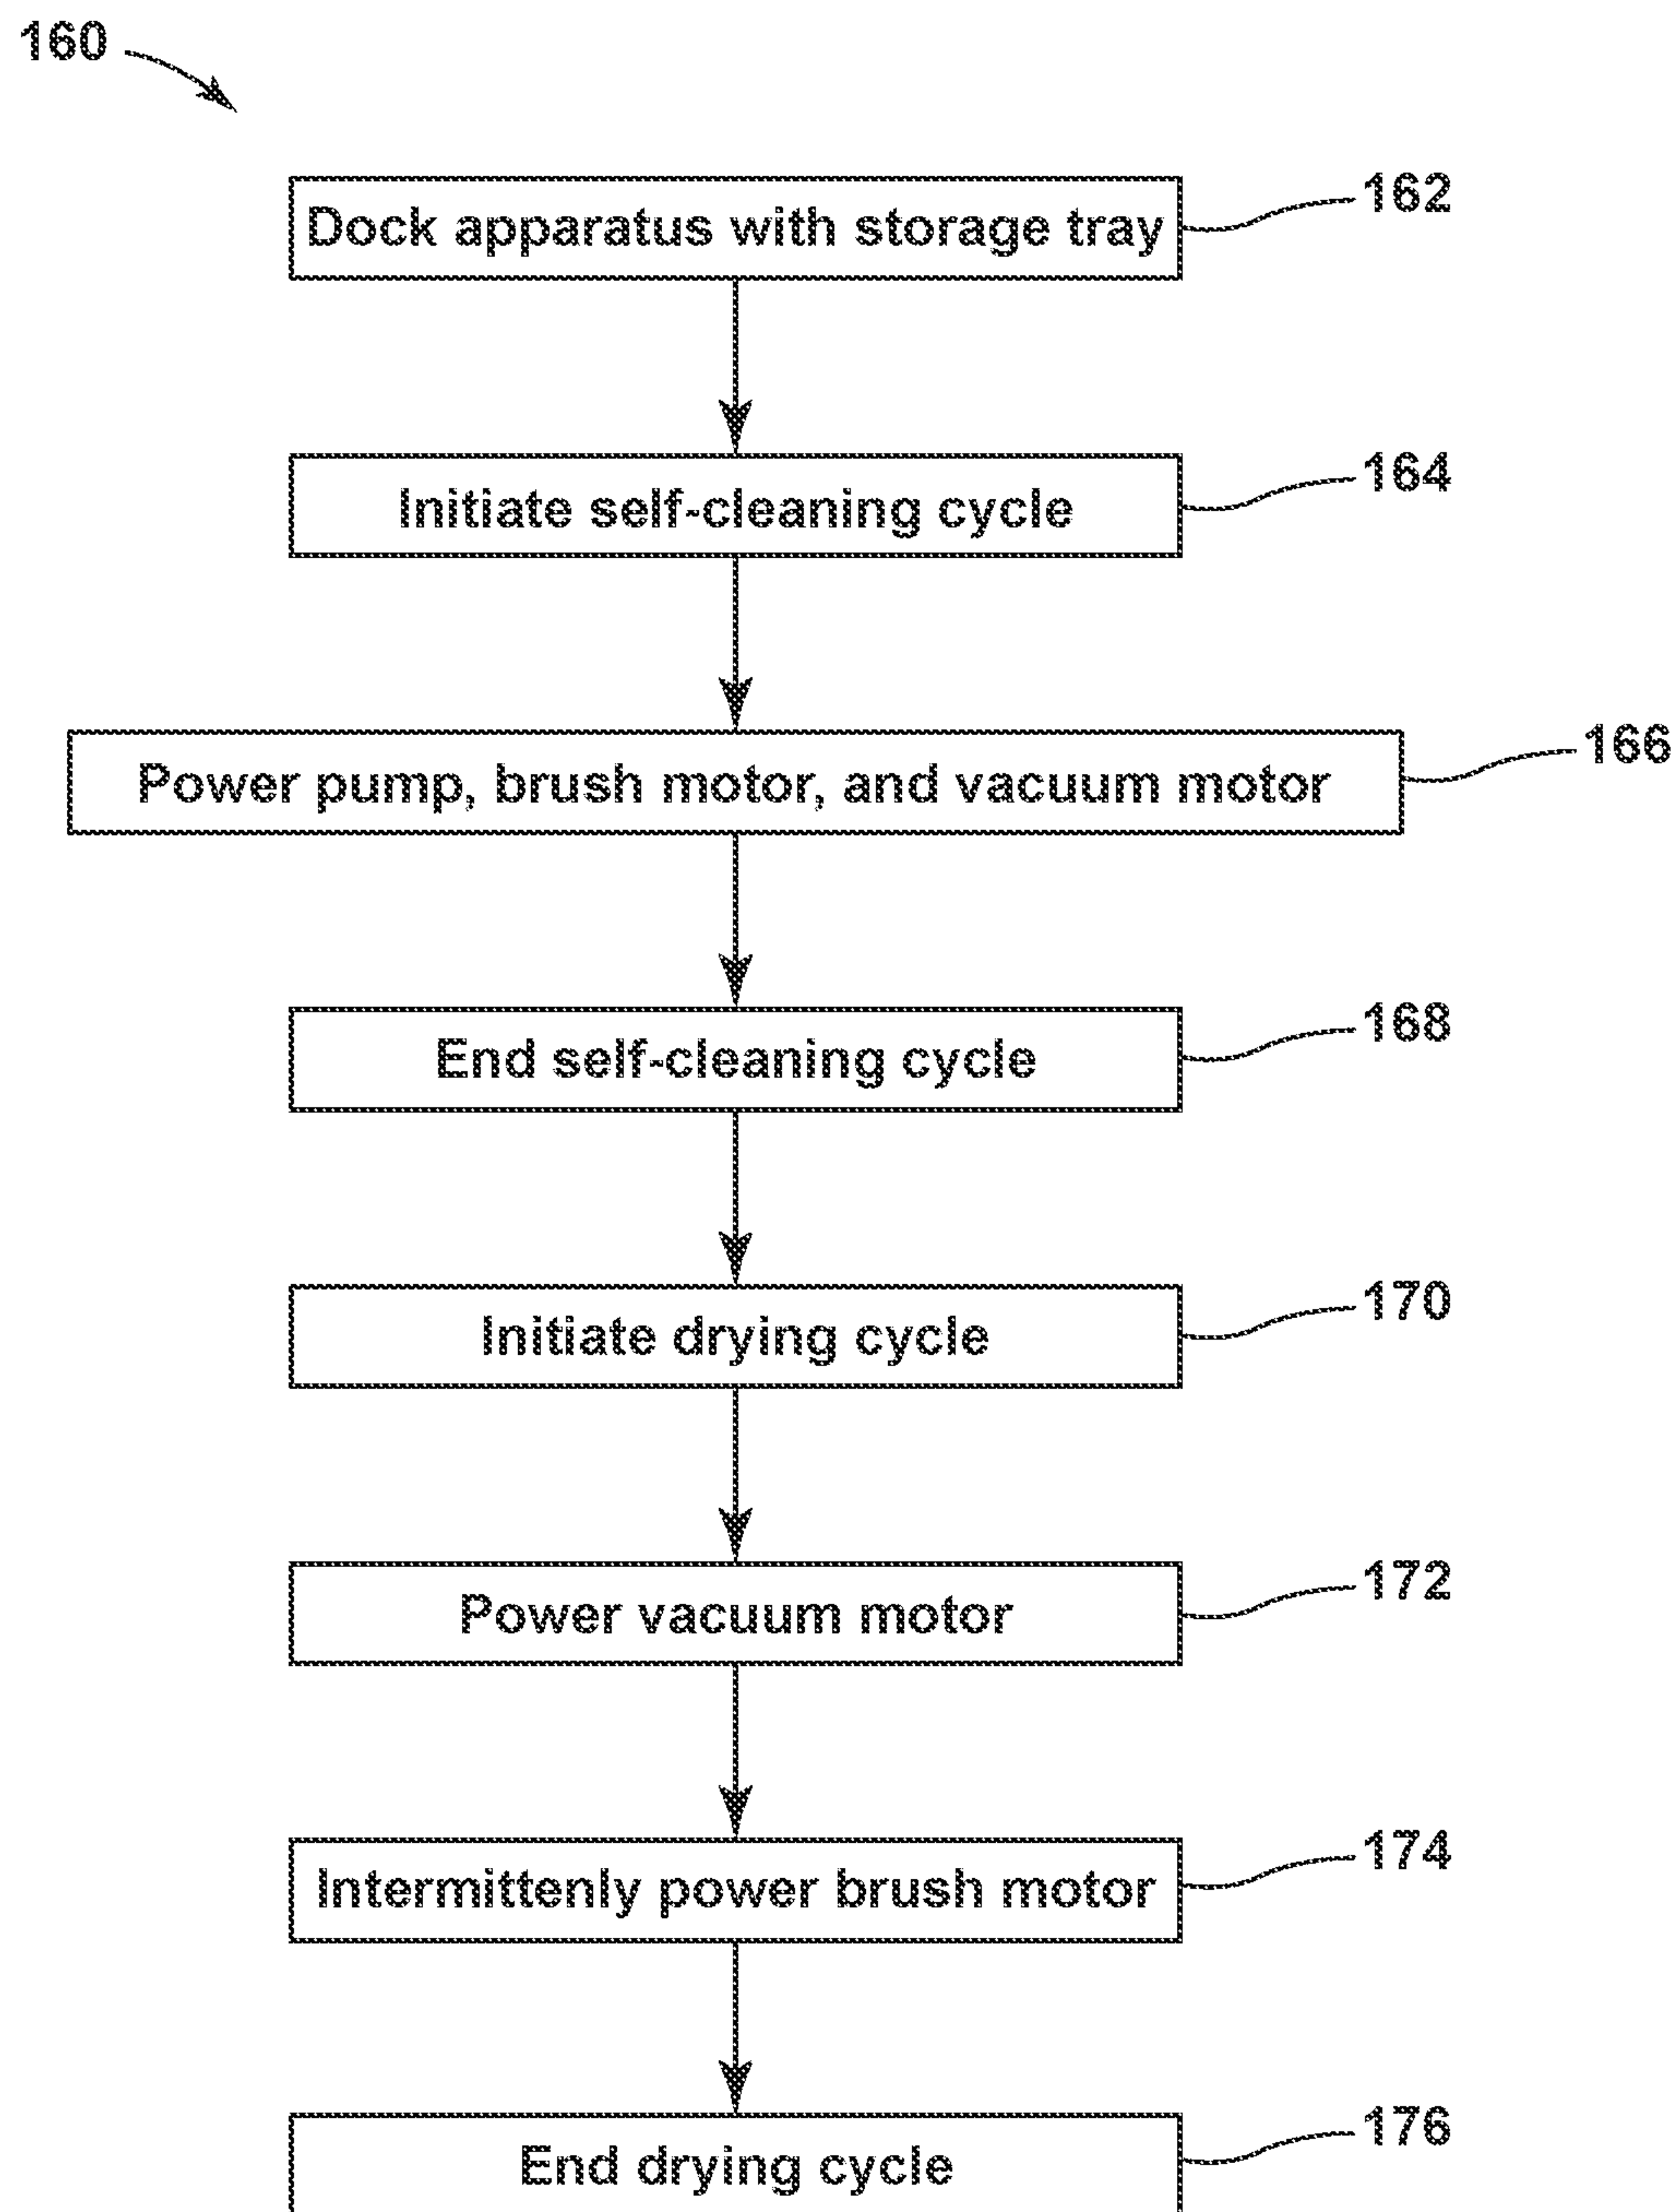 160
Dock apparatus with storage tray
162
Initiate self-cleaning cycle
164
Power pump, brush motor, and vacuum motor
166
End self-cleaning cycle
168
Initiate drying cycle
170
Power vacuum motor
172
Intermittenly power brush motor
174
End drying cycle
176